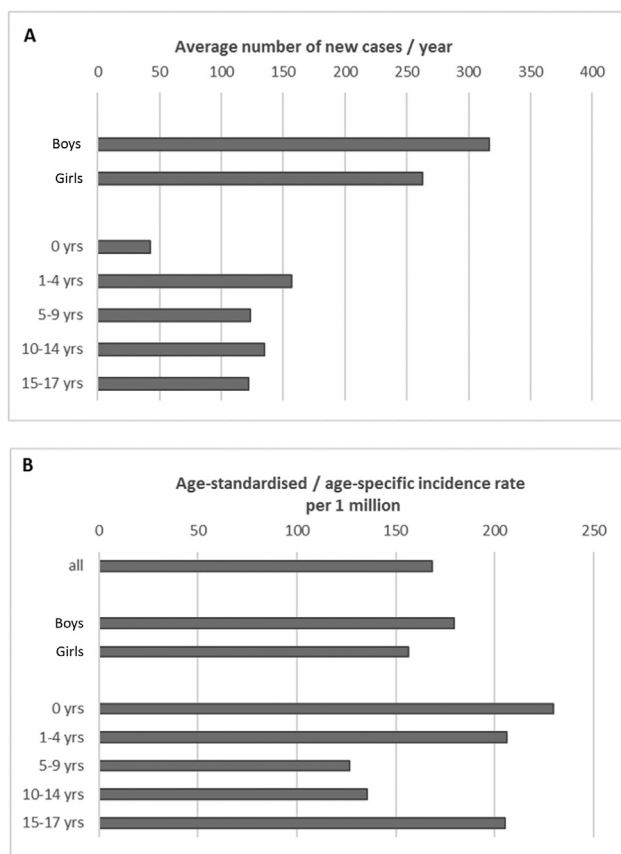 A
Average number of new cases / year
0 50 100 150 200 250 300 350 400
Boys
Girls
0 yrs
1-4 yrs
5-9 yrs
10-14 yrs
15-17 yrs
B
Age-standardised / age-specific incidence rate
per 1 million
0 50 100 150 200 250
all
Boys
Girls
0 yrs
1-4 yrs
5-9 yrs
10-14 yrs
15-17 yrs